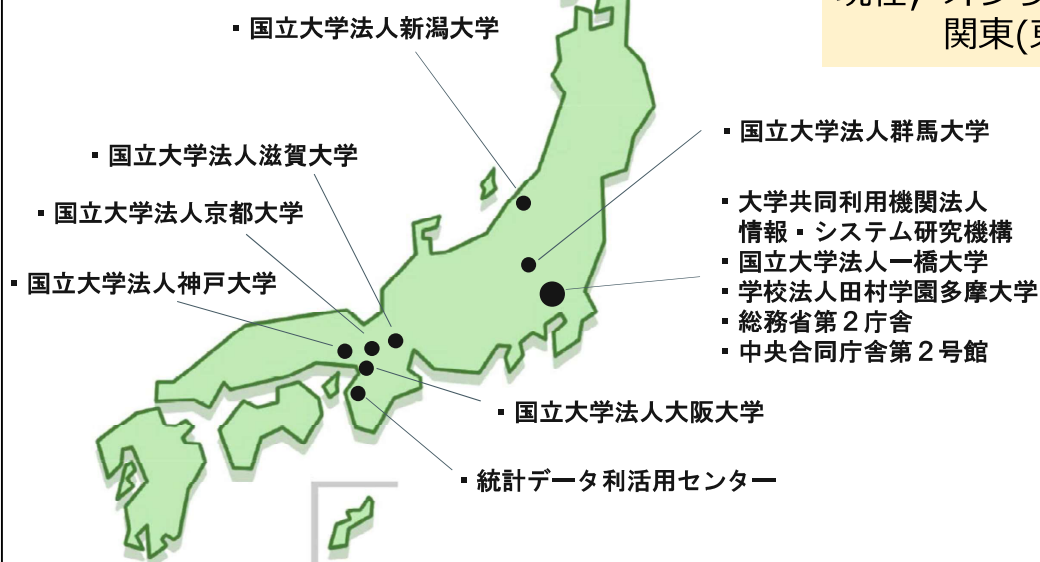 関東(東
・国立大学法人新潟大学
・国立大学法人群馬大学
・国立大学法人滋賀大学
・国立大学法人京都大学
・国立大学法人神戸大学
・大学共同利用機関法人
情報・システム研究機構
・国立大学法人一橋大学
・学校法人田村学園多摩大学
・総務省第２庁舎
・中央合同庁舎第２号館
・国立大学法人大阪大学
・統計データ利活用センター